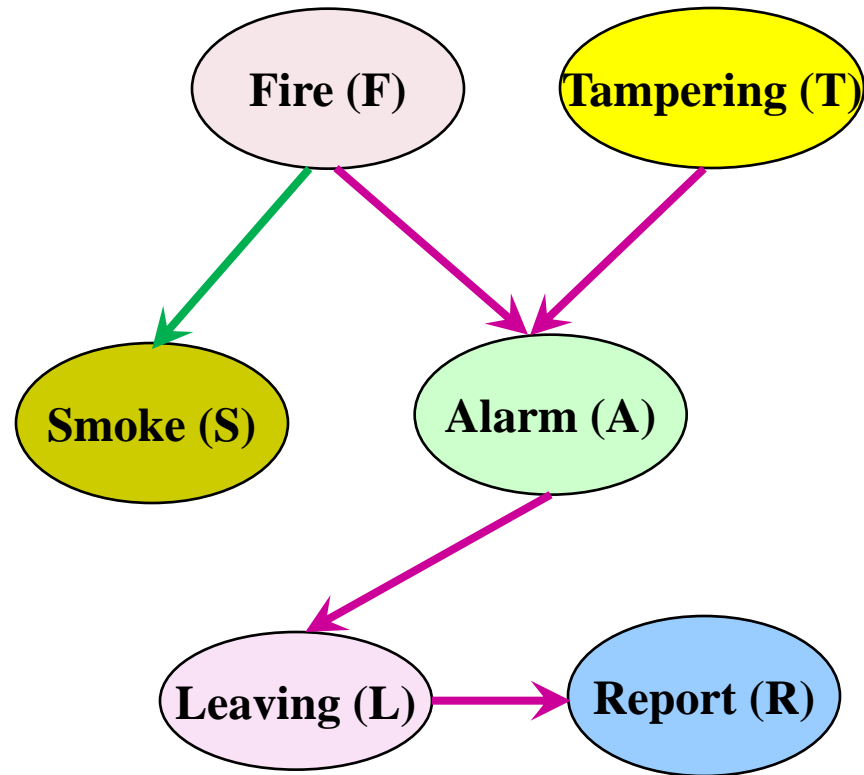 Fire (F)
Tampering (T)
Smoke (S)
Alarm (A)
Leaving (L)
Report (R)